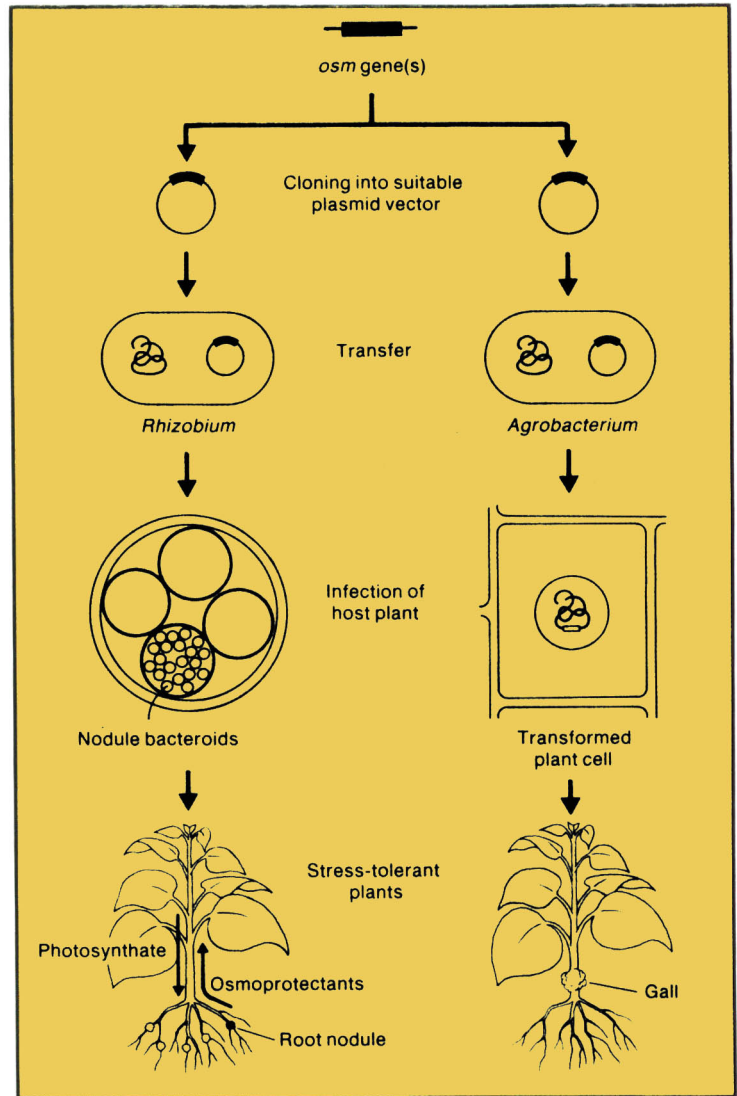 osm gene(s)
Cloning into suitable
plasmid vector
Transfer
Rhizobium
Agrobacterium
Infection of
host plant
Nodule bacteroids
Transformed
plant cell
Stress-tolerant
plants
Photosynthate
Osmoprotectants
Gall
Root nodule